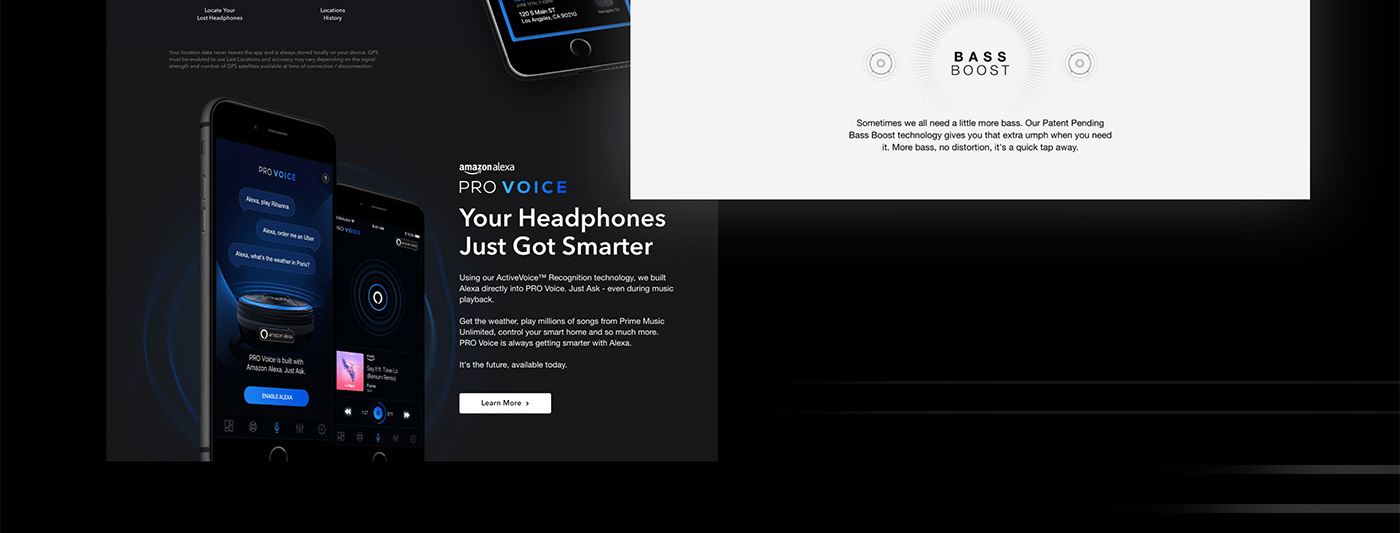 Locate Your
Lost Headphones
Locations
History
Your location data never leaves the app and is always stored locally on your device. GPS
must be enabled to use Last Locations and accuracy may vary depending on the signal
strength and number of GPS satellites available at time of connection / disconnection.
120 S Main ST
Los Angeles, CA 90210
Navigate To
BASS
BOOST
Sometimes we all need a little more bass. Our Patent Pending
Bass Boost technology gives you that extra umph when you need
it. More bass, no distortion, it's a quick tap away.
PRO VOICE
Alexa, play Rihanna
Alexa, order me an Uber
Alexa, what's the weather in Paris?
amazon alexa
PRO Voice is built with
Amazon Alexa. Just Ask.
ENABLE ALEXA
PRO VOICE
amazon alexa
Say It ft. Tove Lo
(Illenium Remix)
Flume
amazon alexa
PRO VOICE
Your Headphones
Just Got Smarter
Using our ActiveVoice™ Recognition technology, we built
Alexa directly into PRO Voice. Just Ask - even during music
playback.
Get the weather, play millions of songs from Prime Music
Unlimited, control your smart home and so much more.
PRO Voice is always getting smarter with Alexa.
It's the future, available today.
Learn More ›